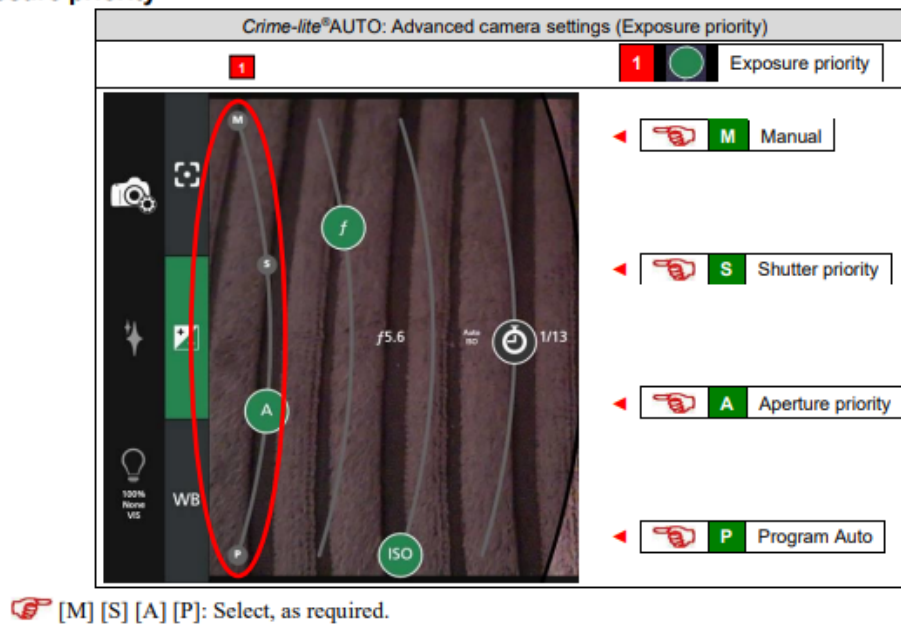 Crime-lite®AUTO: Advanced camera settings (Exposure priority)
1
1 Exposure priority
M
M Manual
f
S
S Shutter priority
f5.6
Auto ISO
1/13
A
A Aperture priority
100%
None
VIS
WB
P
ISO
P Program Auto
[M] [S] [A] [P]: Select, as required.